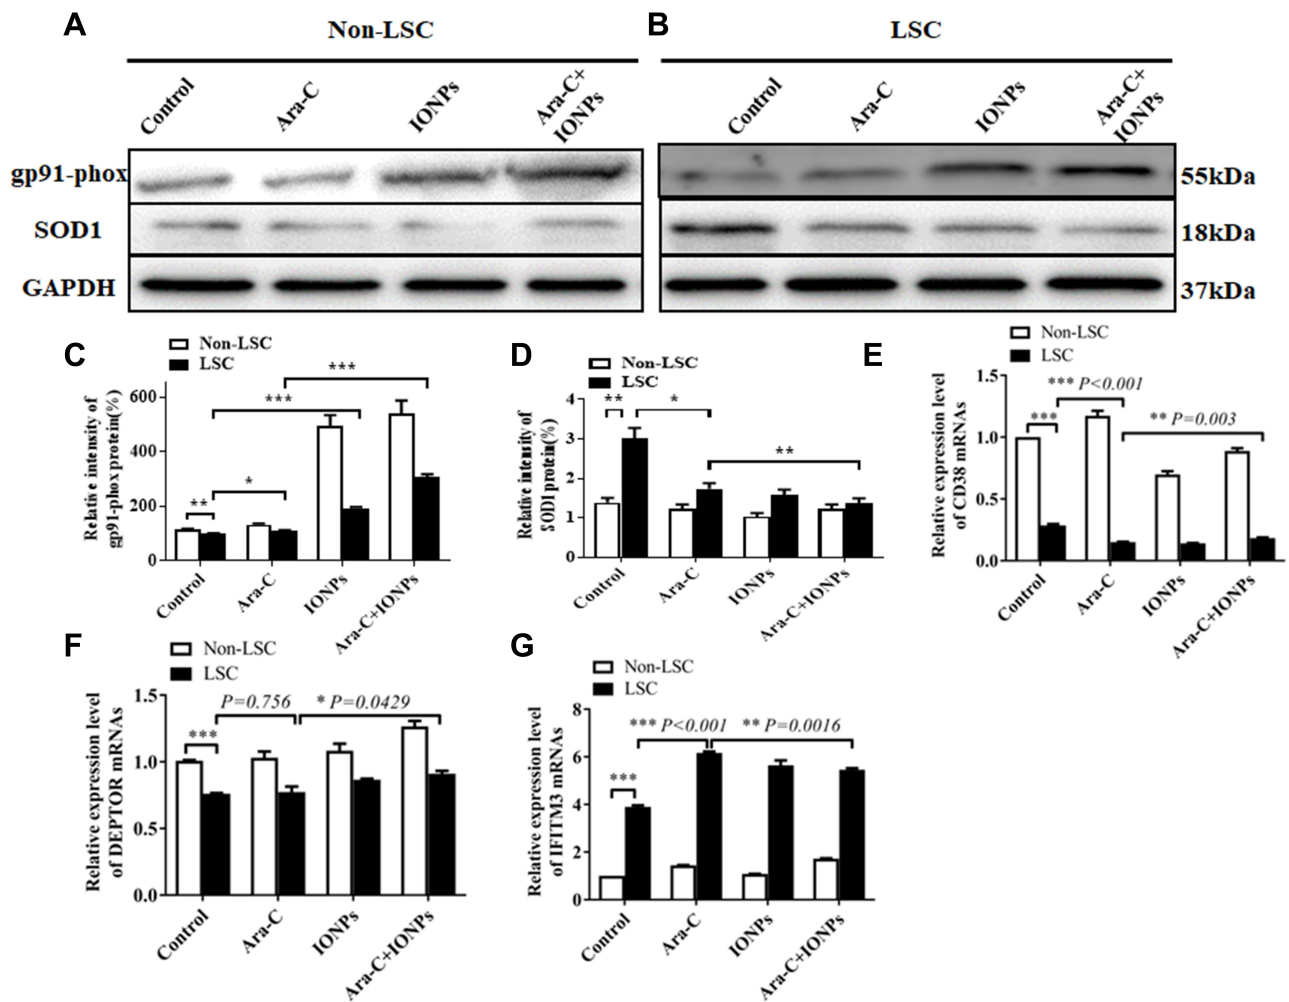 A
Non-LSC
B
LSC
Control
Ara-C
IONPs
Ara-C+
IONPs
Control
Ara-C
IONPs
Ara-C+
IONPs
gp91-phox
55kDa
SOD1
18kDa
GAPDH
37kDa
C
Non-LSC
LSC
Relative intensity of
gp91-phox protein(%)
600
400
200
0
**
*
***
***
Control
Ara-C
IONPs
Ara-C+IONPs
D
Non-LSC
LSC
Relative intensity of
SOD1 protein(%)
4
3
2
1
0
**
*
**
Control
Ara-C
IONPs
Ara-C+IONPs
E
Non-LSC
LSC
Relative expression level
of CD38 mRNAs
1.5
1.0
0.5
0.0
***
*** P<0.001
** P=0.003
Control
Ara-C
IONPs
Ara-C+IONPs
F
Non-LSC
LSC
Relative expression level
of DEPTOR mRNAs
1.5
1.0
0.5
0.0
***
P=0.756
* P=0.0429
Control
Ara-C
IONPs
Ara-C+IONPs
G
Non-LSC
LSC
Relative expression level
of IFITM3 mRNAs
8
6
4
2
0
***
*** P<0.001
** P=0.0016
Control
Ara-C
IONPs
Ara-C+IONPs